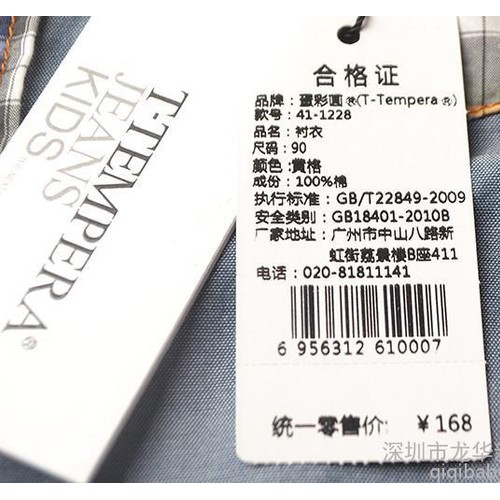 T-TEMPERA®
JEANS
KIDS
合格证
品牌：蛋彩画®(T-Tempera®)
款号：41-1228
品名：衬衣
尺码：90
颜色:黄格
成份：100%棉
执行标准：GB/T22849-2009
安全类别：GB18401-2010B
厂家地址：广州市中山八路新
虹街荔景楼B座411
电话：020-81811141
6 956312 610007
统一零售价: ¥168
深圳市龙华
qiqibal